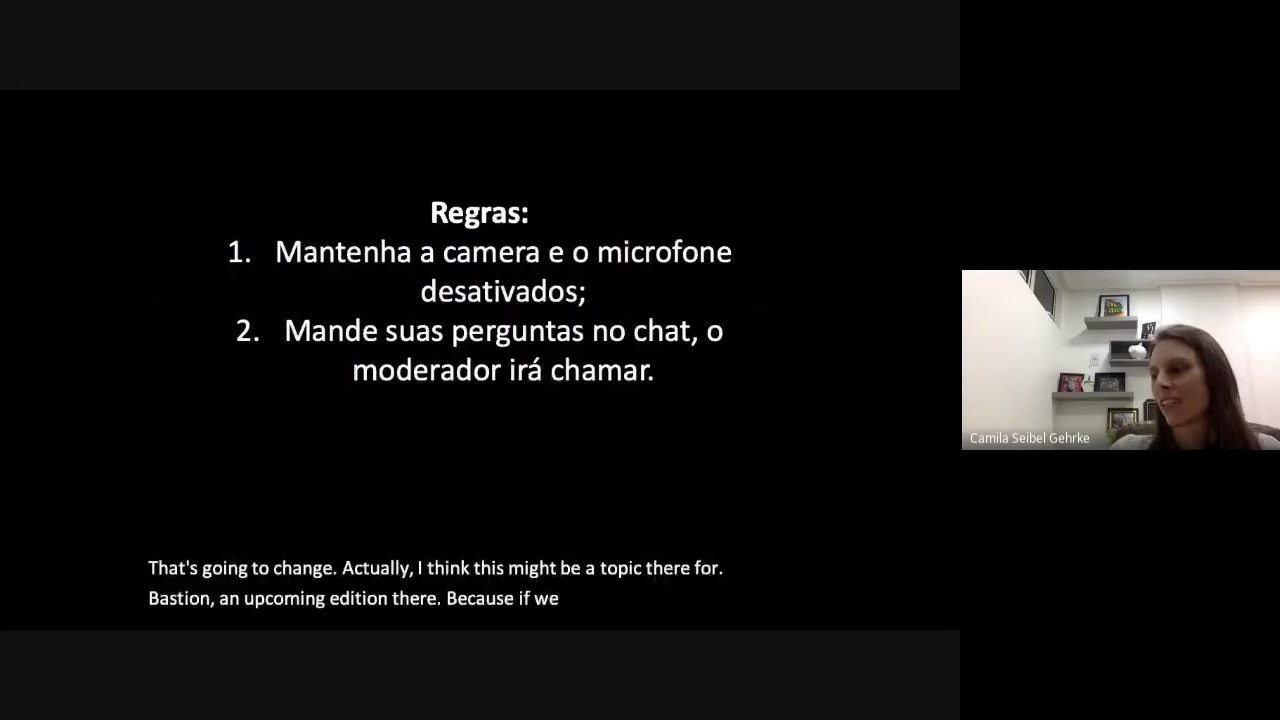 Regras:
1. Mantenha a camera e o microfone
desativados;
2. Mande suas perguntas no chat, o
moderador irá chamar.
Camila Seibel Gehrke
That's going to change. Actually, I think this might be a topic there for.
Bastion, an upcoming edition there. Because if we